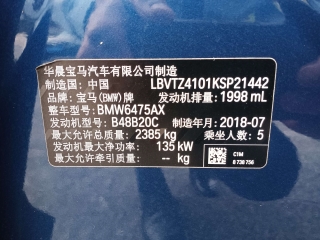 华晨宝马汽车有限公司制造
制造国：中国 LBVTZ4101KSP21442
品牌：宝马(BMW)牌 发动机排量：1998 mL
整车型号：BMW6475AX
发动机型号：B48B20C 制造年月：2018-07
最大允许总质量：2385 kg 乘坐人数：5
发动机最大净功率：135 kW
最大允许牵引质量：-- kg
C1M
8 738 756